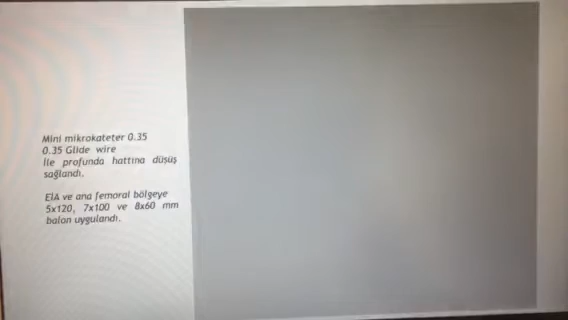 Mini mikrokateter 0.35
0.35 Glide wire
İle profunda hattına düşüş
sağlandı.
EIA ve ana femoral bölgeye
5x120, 7x100 ve 8x60 mm
balon uygulandı.